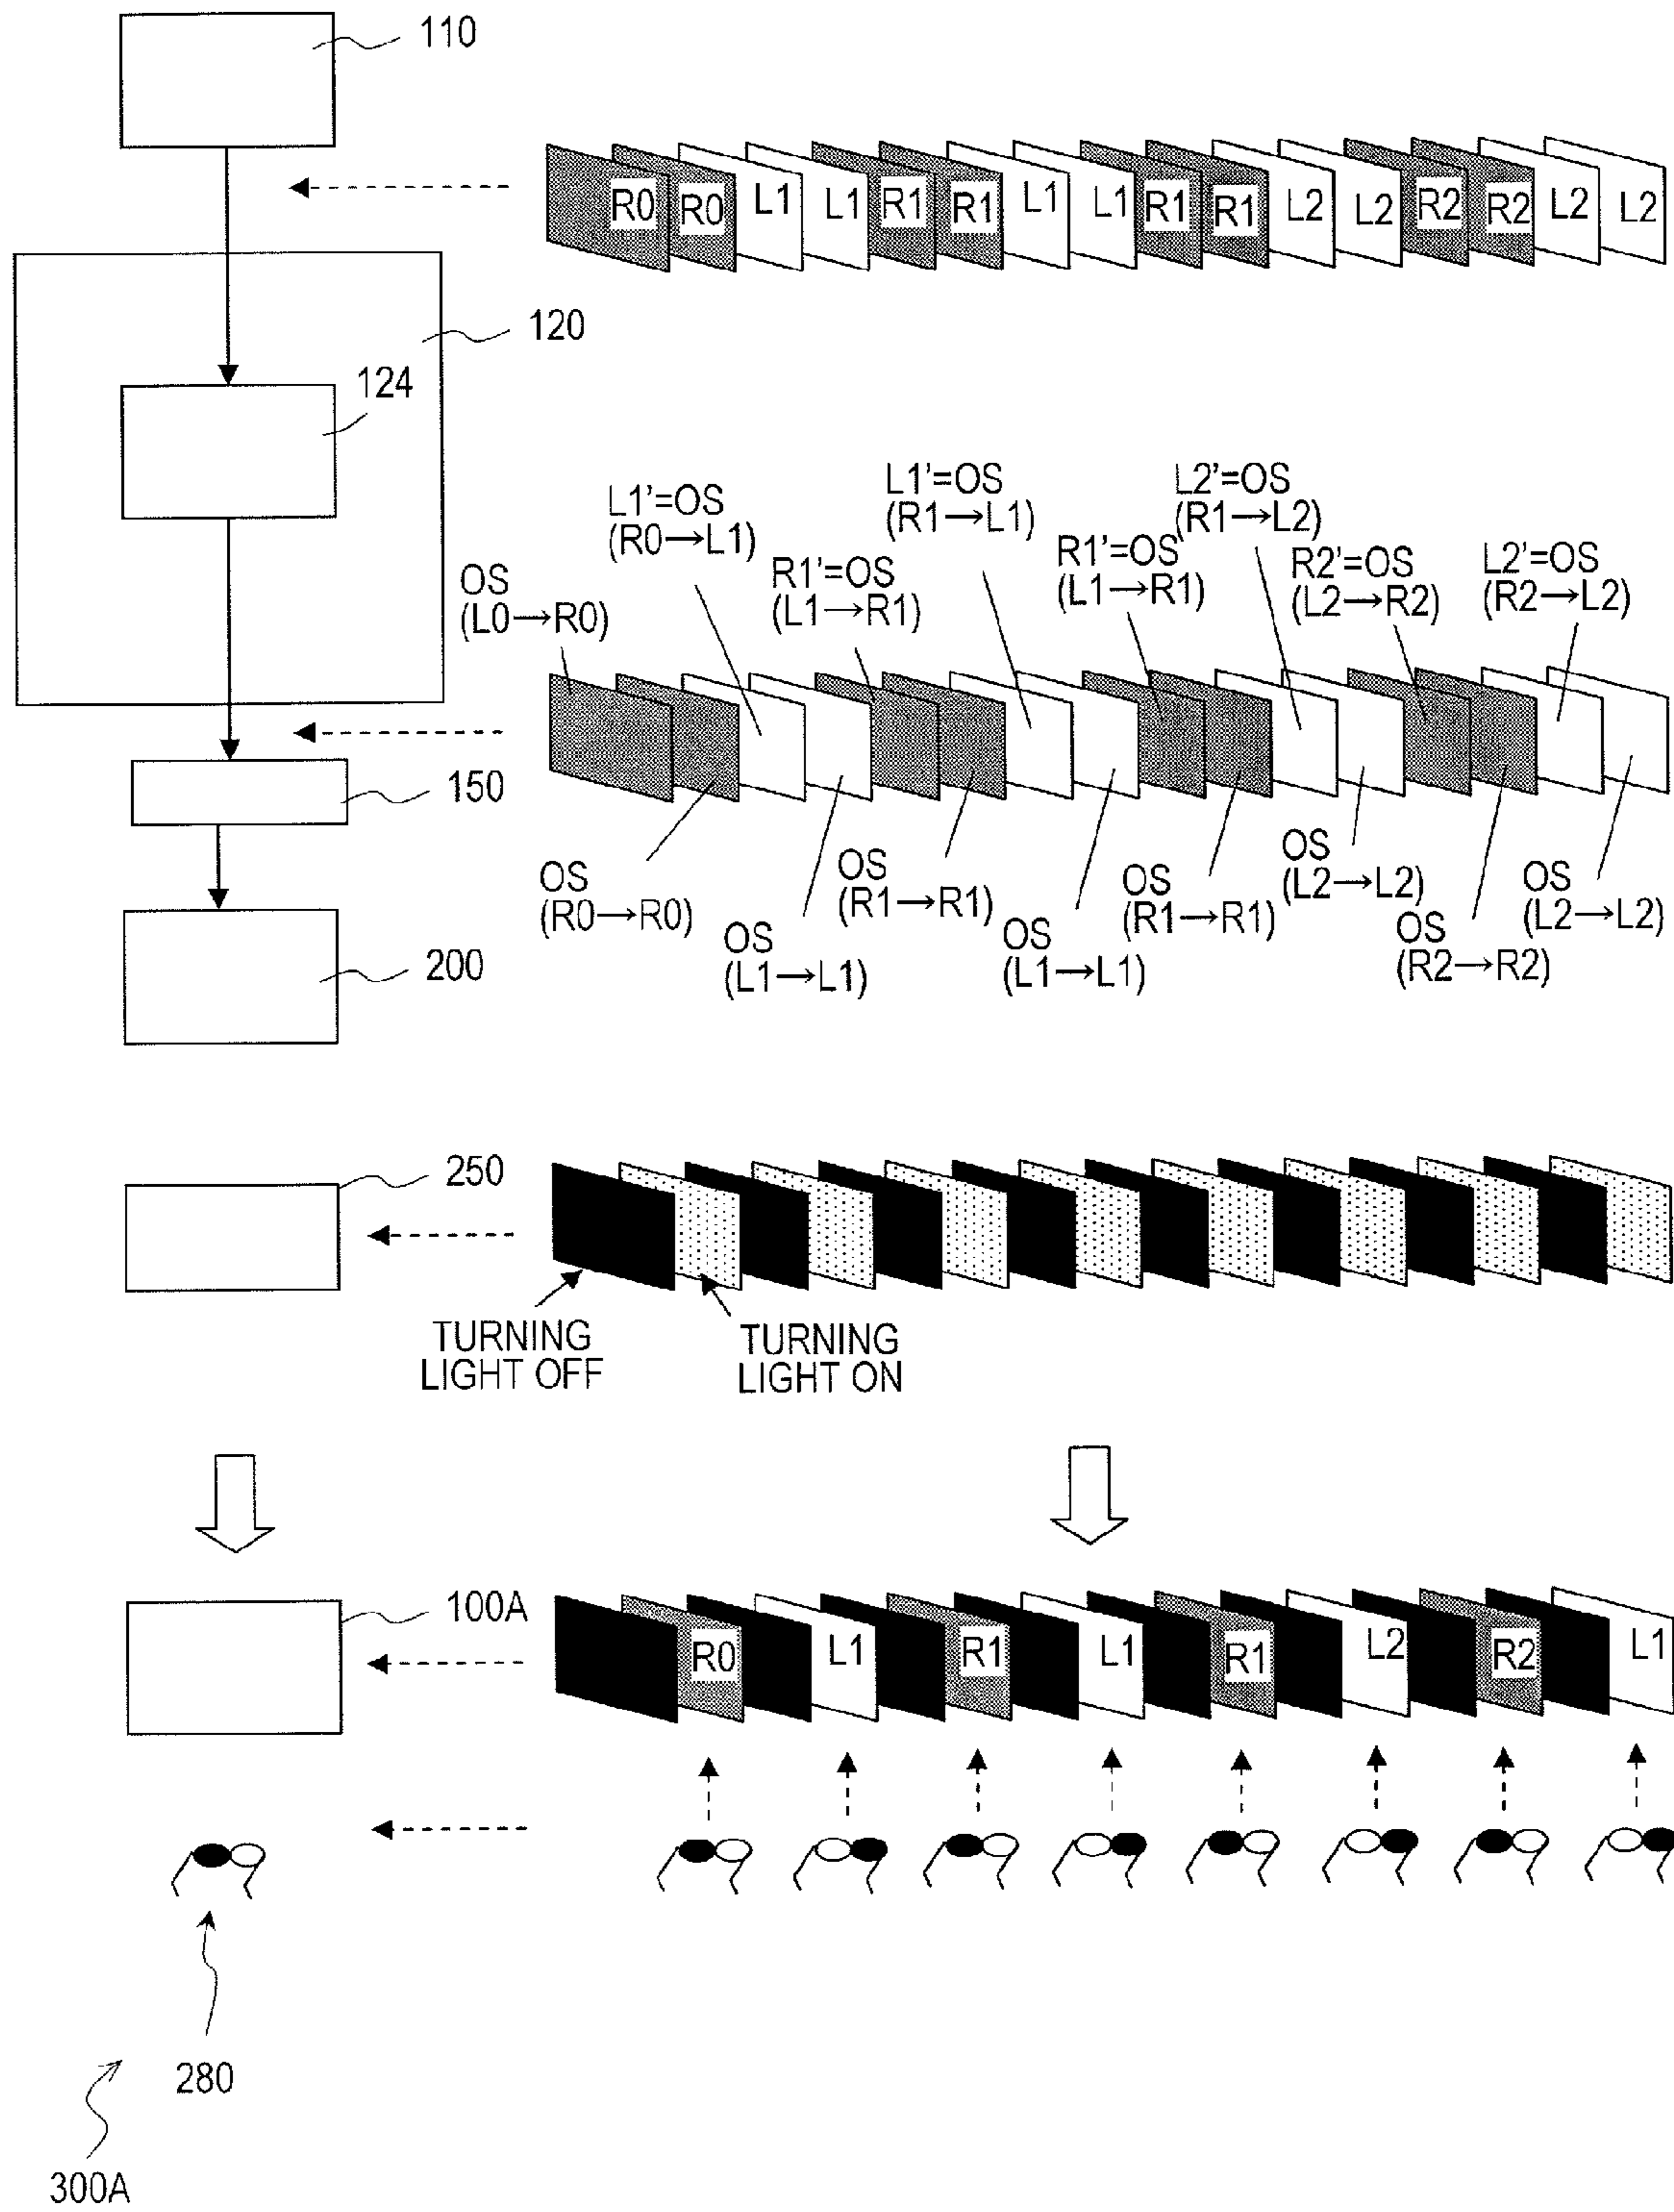 110
R0 R0 L1 L1 R1 R1 L1 L1 R1 R1 L2 L2 R2 R2 L2 L2
120
124
L1'=OS
(R0→L1)
L1'=OS
(R1→L1)
L2'=OS
(R1→L2)
OS
(L0→R0)
R1'=OS
(L1→R1)
R1'=OS
(L1→R1)
R2'=OS
(L2→R2)
L2'=OS
(R2→L2)
150
OS
(R0→R0)
OS
(L1→L1)
OS
(R1→R1)
OS
(L1→L1)
OS
(R1→R1)
OS
(L2→L2)
OS
(R2→R2)
OS
(L2→L2)
200
250
TURNING
LIGHT OFF
TURNING
LIGHT ON
100A
R0 L1 R1 L1 R1 L2 R2 L1
280
300A